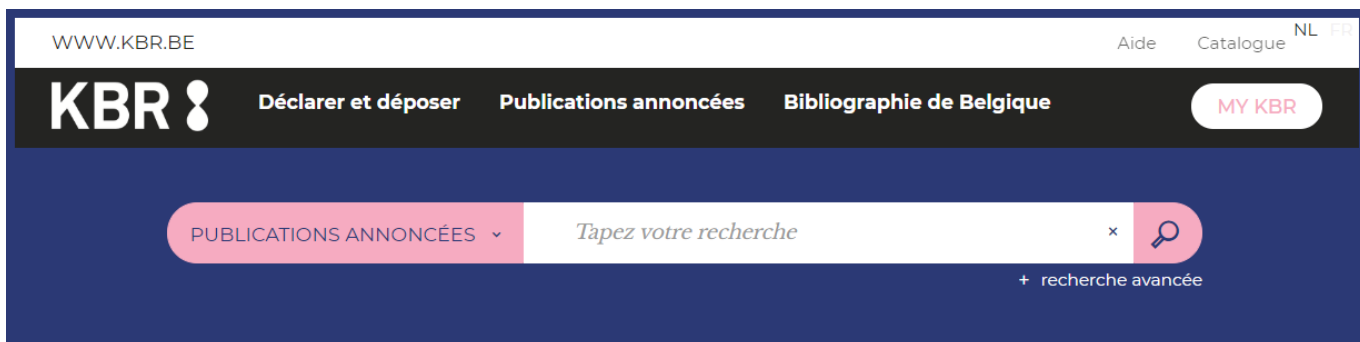 WWW.KBR.BE
Aide Catalogue NL FR
KBR Déclarer et déposer Publications annoncées Bibliographie de Belgique MY KBR
PUBLICATIONS ANNONCÉES Tapez votre recherche ×
+ recherche avancée